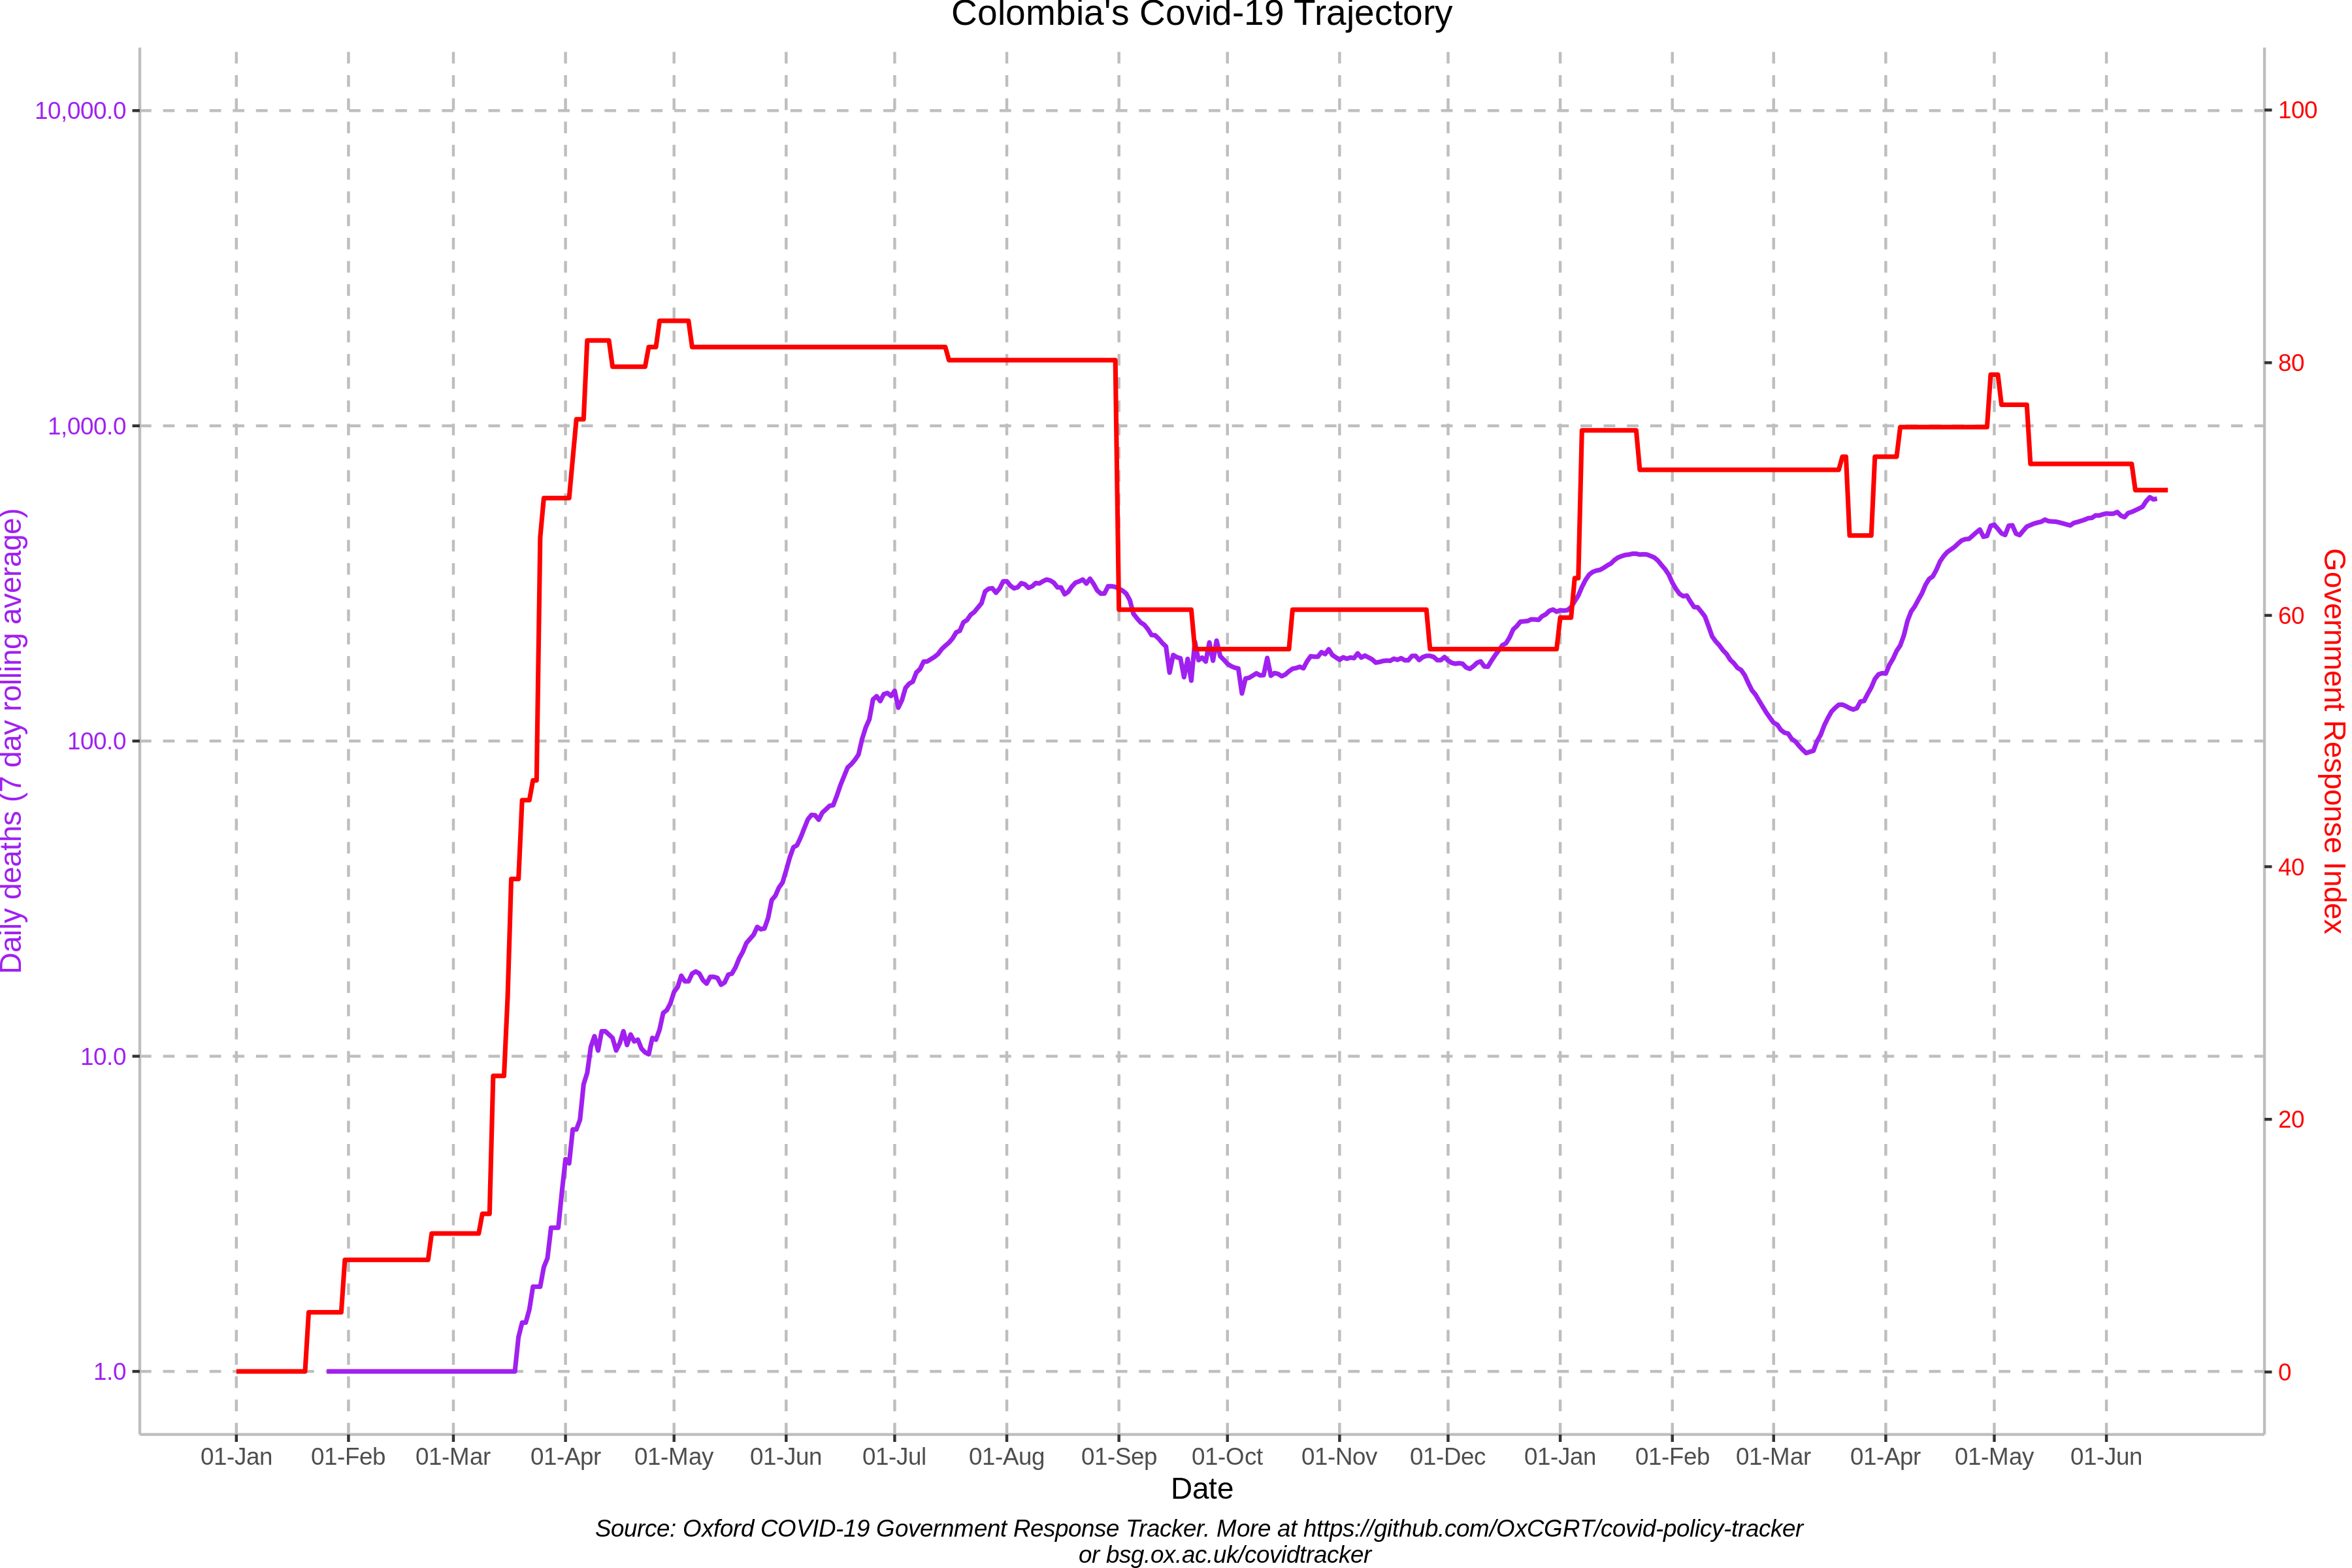 Colombia's Covid-19 Trajectory
10,000.0
1,000.0
100.0
10.0
1.0
Daily deaths (7 day rolling average)
100
80
60
40
20
0
Government Response Index
01-Jan 01-Feb 01-Mar 01-Apr 01-May 01-Jun 01-Jul 01-Aug 01-Sep 01-Oct 01-Nov 01-Dec 01-Jan 01-Feb 01-Mar 01-Apr 01-May 01-Jun
Date
Source: Oxford COVID-19 Government Response Tracker. More at https://github.com/OxCGRT/covid-policy-tracker
or bsg.ox.ac.uk/covidtracker